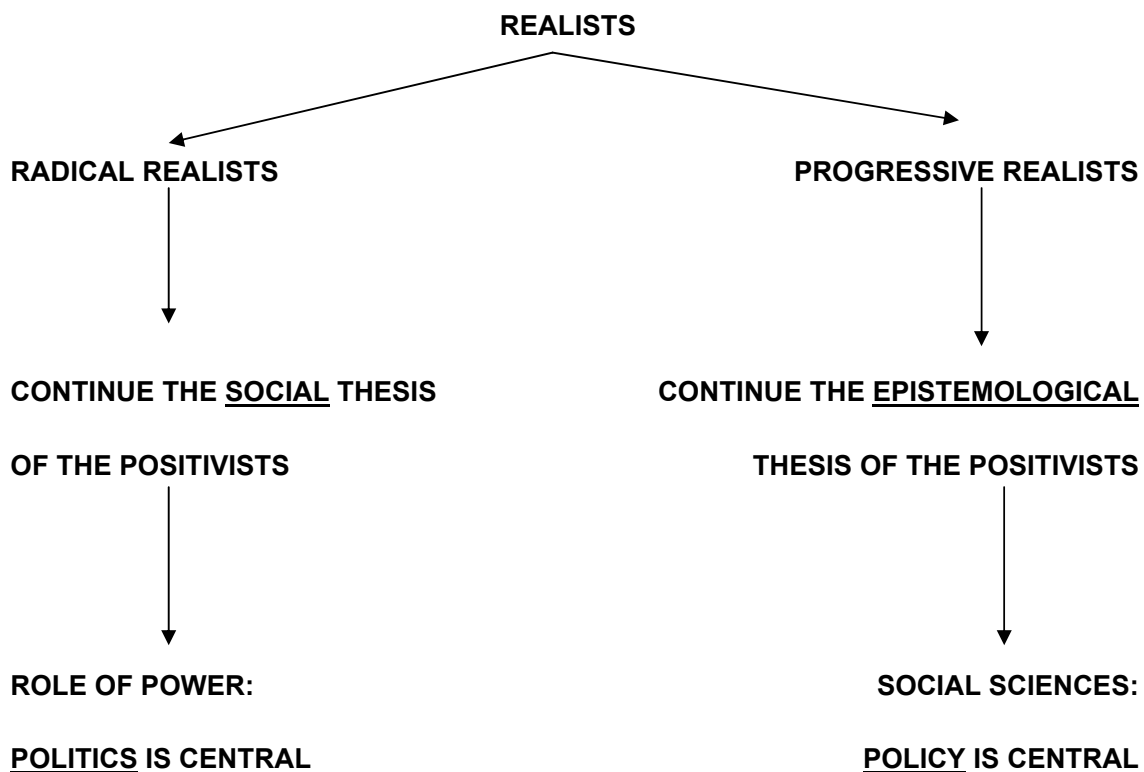 REALISTS
RADICAL REALISTS
PROGRESSIVE REALISTS
CONTINUE THE SOCIAL THESIS
OF THE POSITIVISTS
CONTINUE THE EPISTEMOLOGICAL
THESIS OF THE POSITIVISTS
ROLE OF POWER:
POLITICS IS CENTRAL
SOCIAL SCIENCES:
POLICY IS CENTRAL